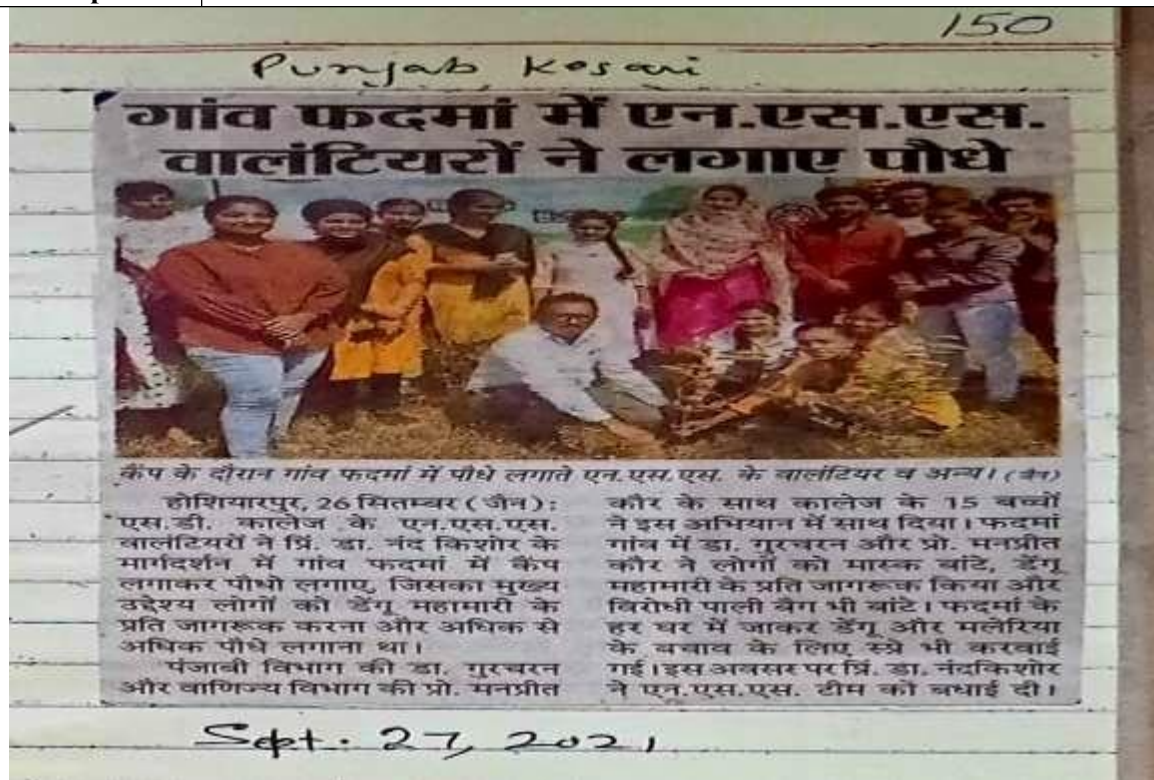 150
Punjab Kesari
गांव फदमां में एन.एस.एस.
वालंटियरों ने लगाए पौधे
कैंप के दौरान गांव फदमां में पौधे लगाते एन.एस.एस. के वालंटियर व अन्य। (जैन)
होशियारपुर, 26 सितम्बर (जैन):
एस.डी. कालेज के एन.एस.एस.
वालंटियरों ने प्रिं. डा. नंद किशोर के
मार्गदर्शन में गांव फदमां में कैंप
लगाकर पौधो लगाए, जिसका मुख्य
उद्देश्य लोगों को डेंगू महामारी के
प्रति जागरूक करना और अधिक से
अधिक पौधे लगाना था।
पंजाबी विभाग की डा. गुरचरन
और वाणिज्य विभाग की प्रो. मनप्रीत
कौर के साथ कालेज के 15 बच्चों
ने इस अभियान में साथ दिया। फदमां
गांव में डा. गुरचरन और प्रो. मनप्रीत
कौर ने लोगों को मास्क बांटे, डेंगू
महामारी के प्रति जागरूक किया और
विरोधी पाली बैग भी बांटे। फदमां के
हर घर में जाकर डेंगू और मलेरिया
के बचाव के लिए स्प्रे भी करवाई
गई। इस अवसर पर प्रिं. डा. नंदकिशोर
ने एन.एस.एस. टीम को बधाई दी।
Sept. 27, 2021